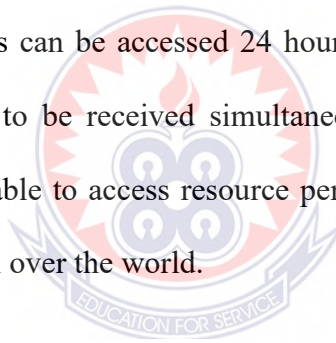 s can be accessed 24 hour
to be received simultane
able to access resource per
over the world.
EDUCATION FOR SERVICE